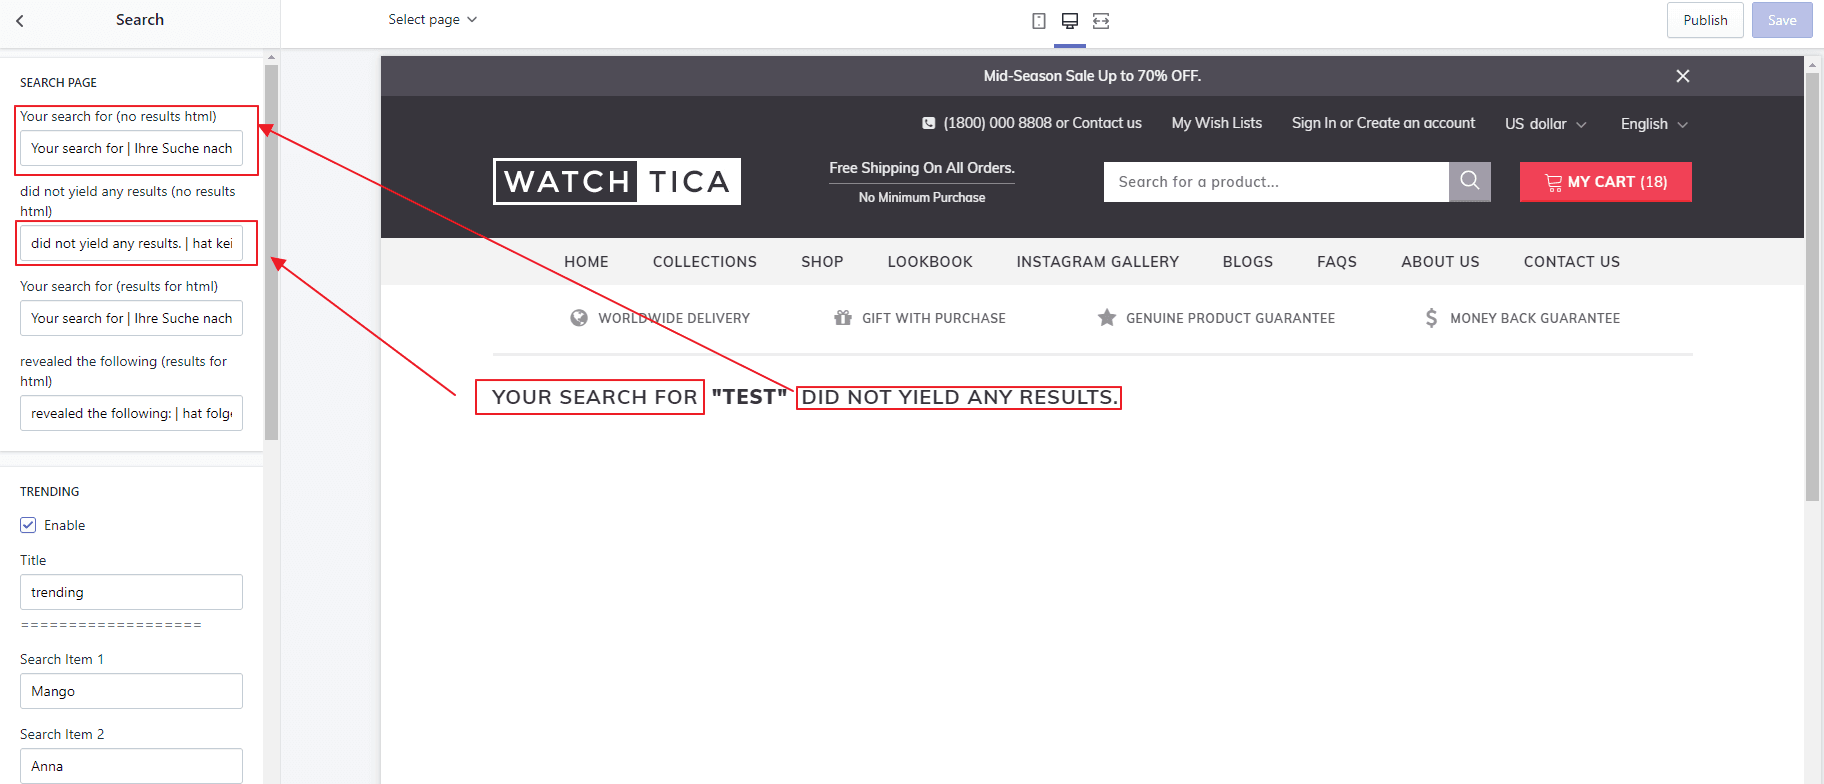 Search
Select page
Publish
Save
SEARCH PAGE
Your search for (no results html)
Your search for | Ihre Suche nach
did not yield any results (no results
html)
did not yield any results. | hat kei
Your search for (results for html)
Your search for | Ihre Suche nach
revealed the following (results for
html)
revealed the following: | hat folge
TRENDING
Enable
Title
trending
===================
Search Item 1
Mango
Search Item 2
Anna
Mid-Season Sale Up to 70% OFF.
(1800) 000 8808 or Contact us
My Wish Lists
Sign In or Create an account
US dollar
English
WATCH TICA
Free Shipping On All Orders.
No Minimum Purchase
Search for a product...
MY CART (18)
HOME
COLLECTIONS
SHOP
LOOKBOOK
INSTAGRAM GALLERY
BLOGS
FAQS
ABOUT US
CONTACT US
WORLDWIDE DELIVERY
GIFT WITH PURCHASE
GENUINE PRODUCT GUARANTEE
MONEY BACK GUARANTEE
YOUR SEARCH FOR "TEST" DID NOT YIELD ANY RESULTS.